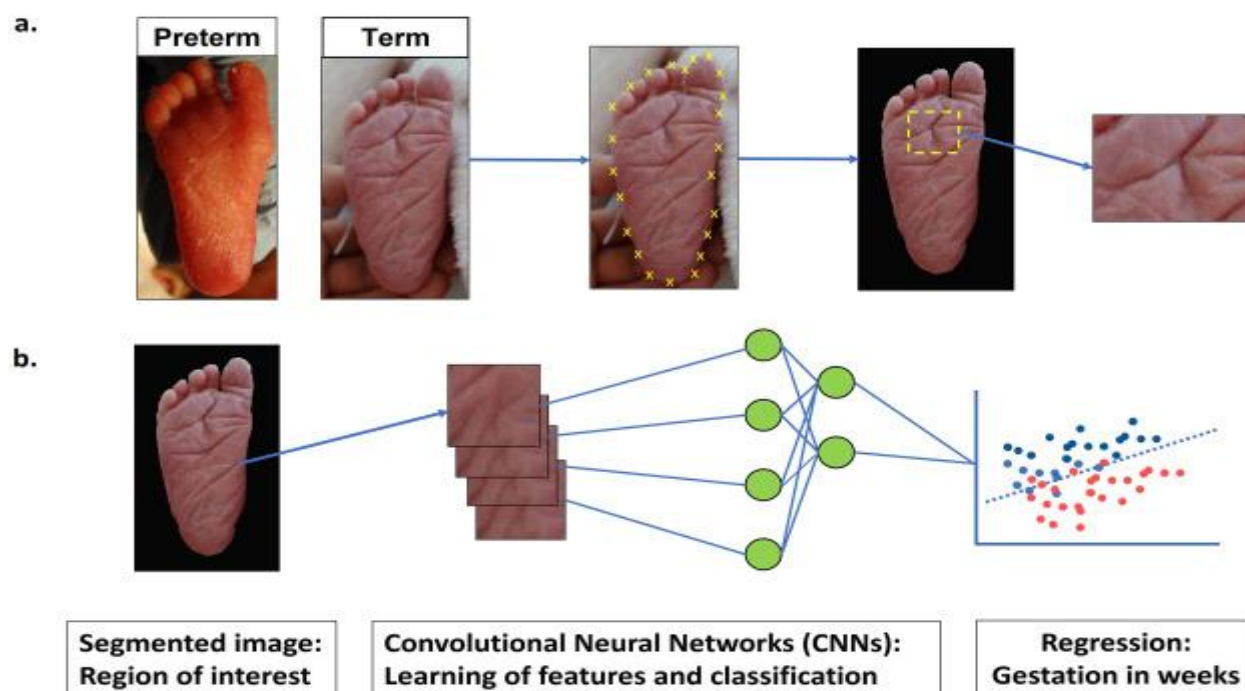 a.
Preterm
Term
b.
Segmented image:
Region of interest
Convolutional Neural Networks (CNNs):
Learning of features and classification
Regression:
Gestation in weeks